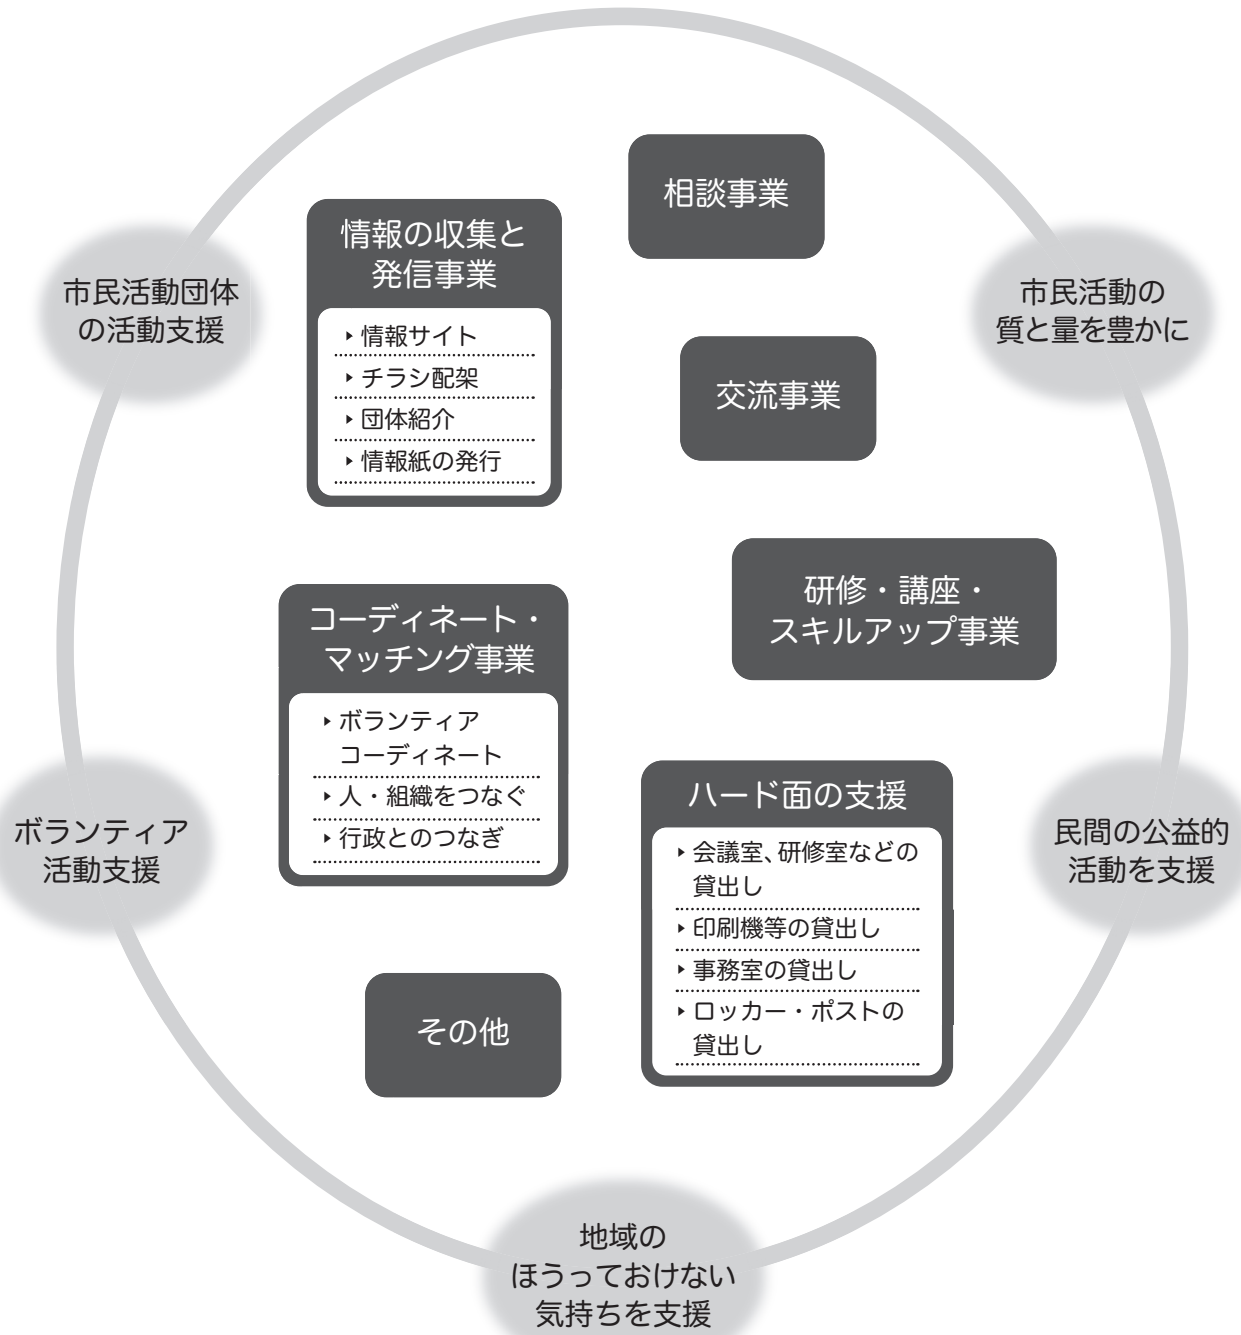 相談事業
情報の収集と
発信事業
▸ 情報サイト
▸ チラシ配架
▸ 団体紹介
▸ 情報紙の発行
市民活動団体
の活動支援
市民活動の
質と量を豊かに
交流事業
研修・講座・
スキルアップ事業
コーディネート・
マッチング事業
▸ ボランティア
コーディネート
▸ 人・組織をつなぐ
▸ 行政とのつなぎ
ハード面の支援
▸ 会議室、研修室などの
貸出し
▸ 印刷機等の貸出し
▸ 事務室の貸出し
▸ ロッカー・ポストの
貸出し
ボランティア
活動支援
民間の公益的
活動を支援
その他
地域の
ほうっておけない
気持ちを支援